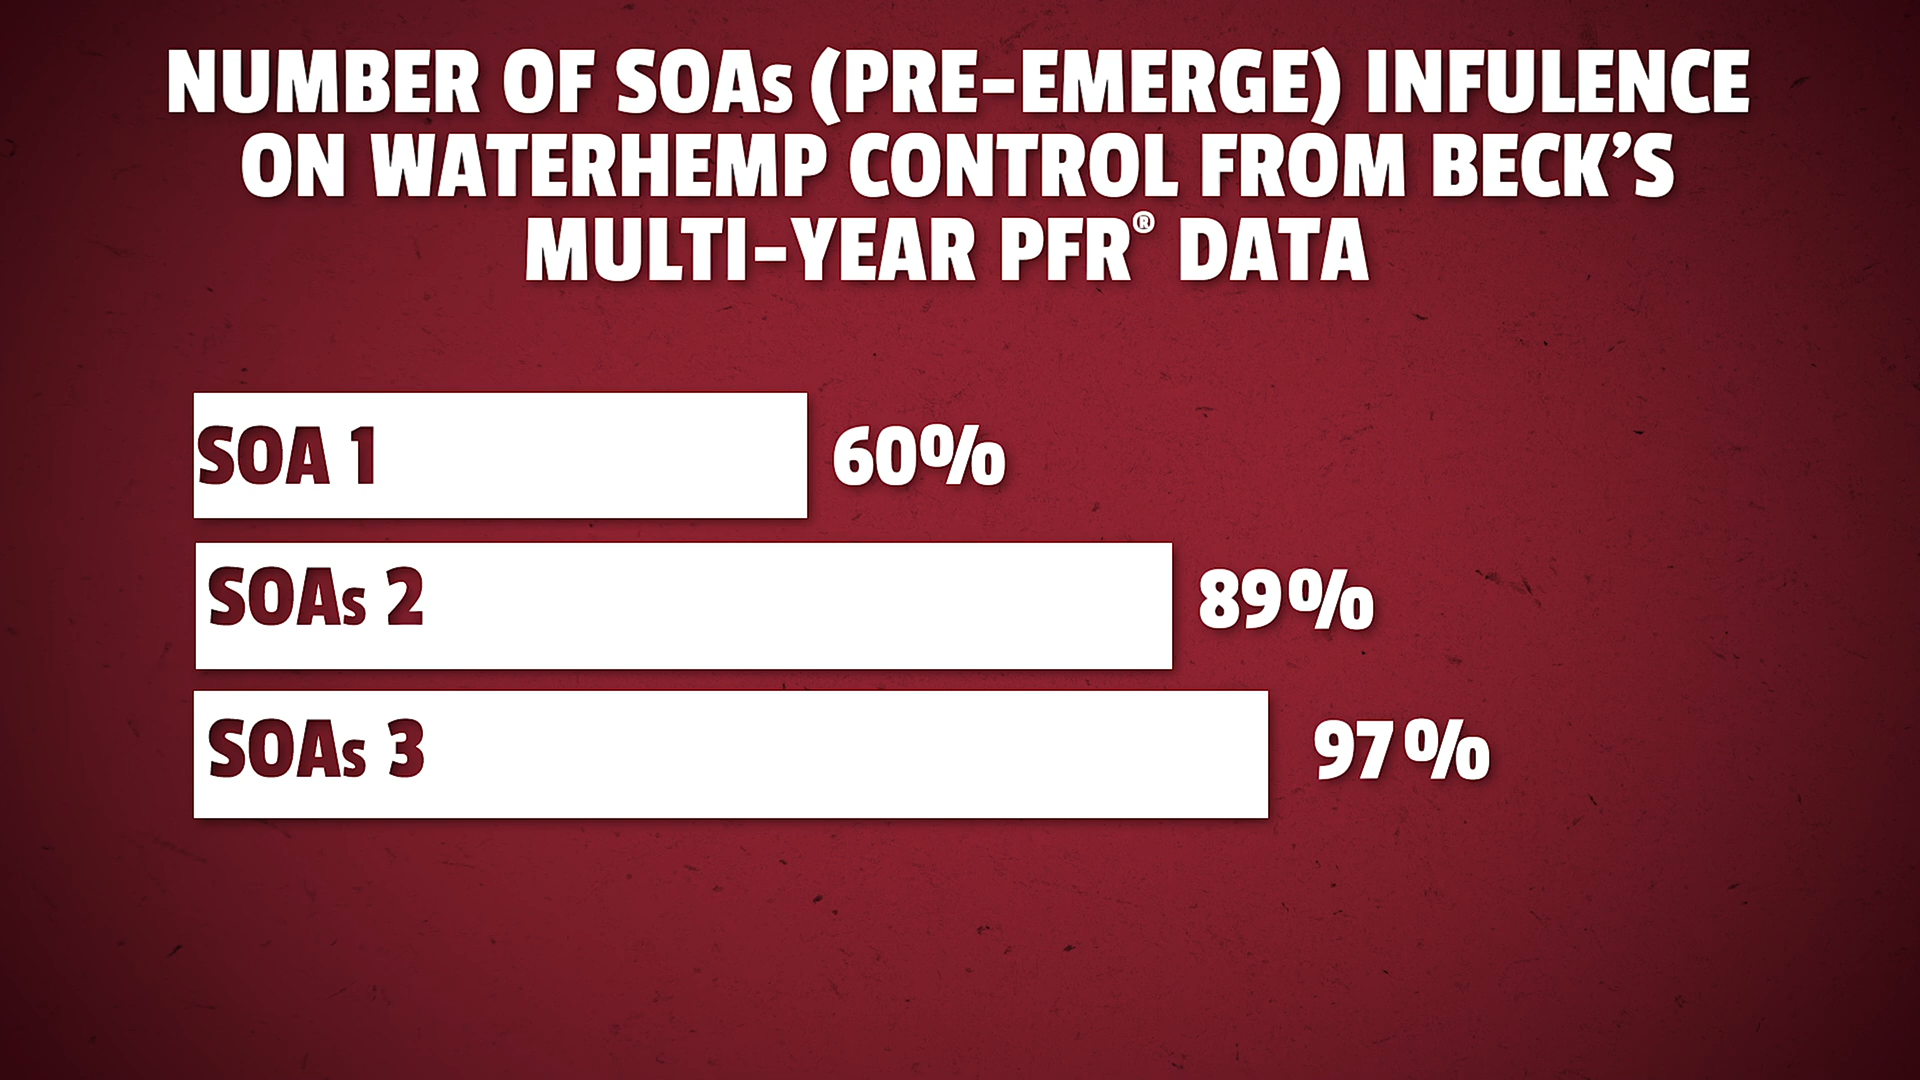 NUMBER OF SOAs (PRE-EMERGE) INFULENCE
ON WATERHEMP CONTROL FROM BECK'S
MULTI-YEAR PFR® DATA
SOA 1 60%
SOAs 2 89%
SOAs 3 97%